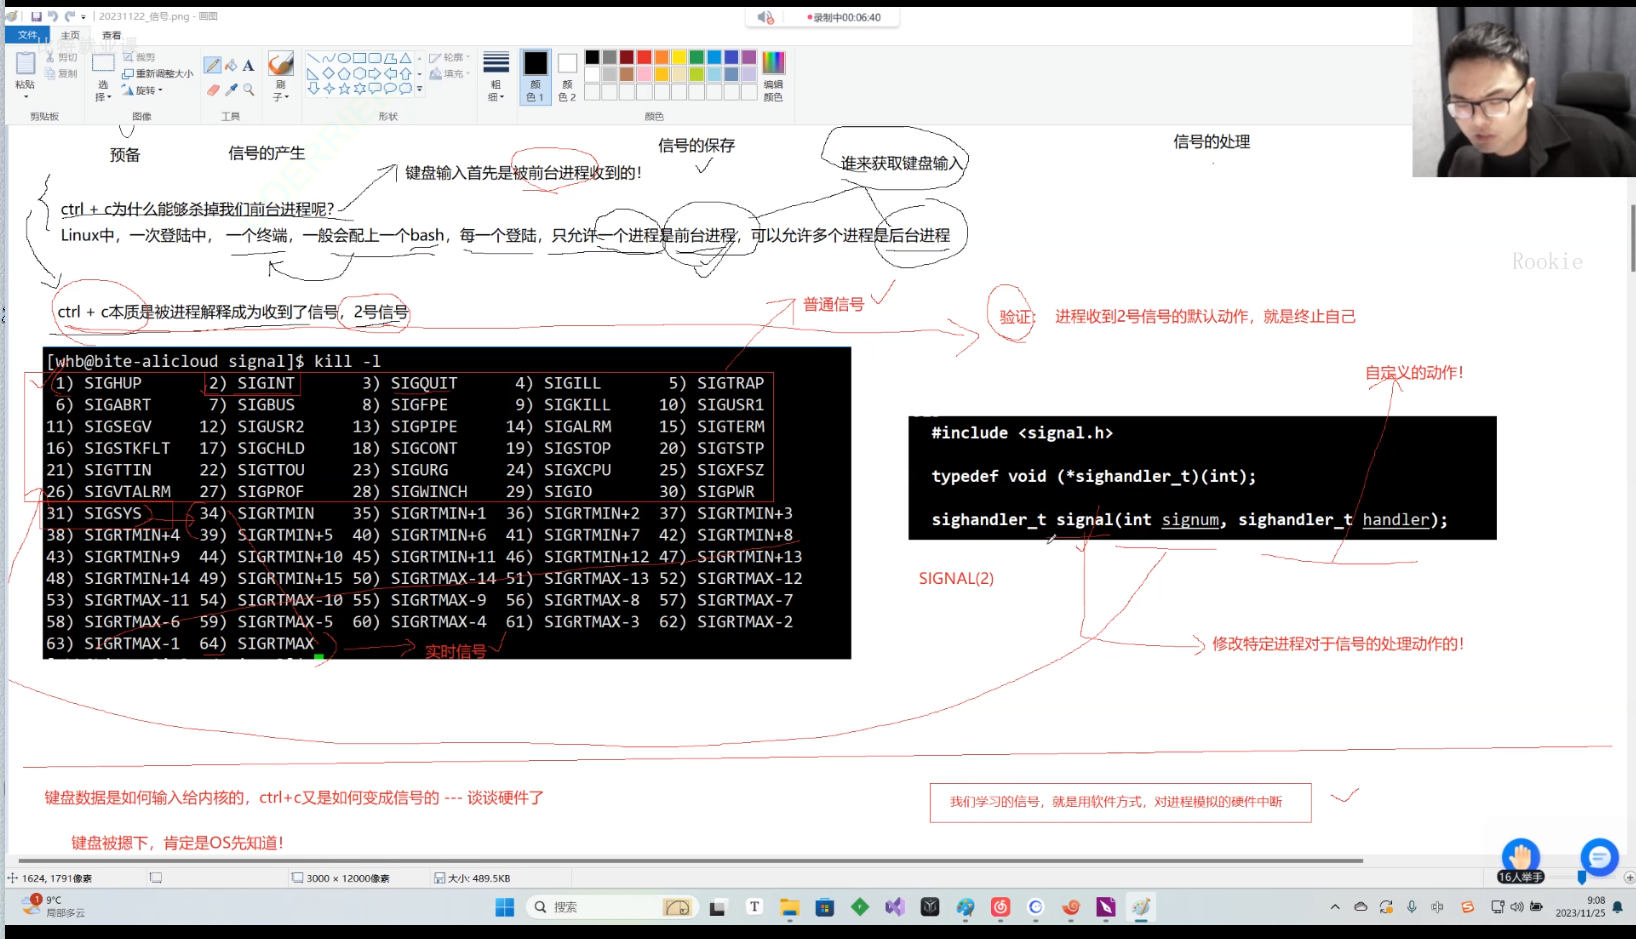 20231122_信号.png - 画图
录制中00:06:40
文件
主页
查看
粘贴
剪切
复制
选择
裁剪
重新调整大小
旋转
刷子
轮廓
填充
粗细
颜色 1
颜色 2
编辑颜色
剪贴板
图像
工具
形状
颜色
预备
信号的产生
信号的保存
信号的处理
键盘输入首先是被前台进程收到的!
谁来获取键盘输入
ctrl + c为什么能够杀掉我们前台进程呢?
Linux中，一次登陆中，一个终端，一般会配上一个bash，每一个登陆，只允许一个进程是前台进程，可以允许多个进程是后台进程
Rookie
ctrl + c本质是被进程解释成为收到了信号，2号信号
普通信号
验证: 进程收到2号信号的默认动作，就是终止自己
自定义的动作!
[whb@bite-alicloud signal]$ kill -l
1) SIGHUP 2) SIGINT 3) SIGQUIT 4) SIGILL 5) SIGTRAP
6) SIGABRT 7) SIGBUS 8) SIGFPE 9) SIGKILL 10) SIGUSR1
11) SIGSEGV 12) SIGUSR2 13) SIGPIPE 14) SIGALRM 15) SIGTERM
16) SIGSTKFLT 17) SIGCHLD 18) SIGCONT 19) SIGSTOP 20) SIGTSTP
21) SIGTTIN 22) SIGTTOU 23) SIGURG 24) SIGXCPU 25) SIGXFSZ
26) SIGVTALRM 27) SIGPROF 28) SIGWINCH 29) SIGIO 30) SIGPWR
31) SIGSYS 34) SIGRTMIN 35) SIGRTMIN+1 36) SIGRTMIN+2 37) SIGRTMIN+3
38) SIGRTMIN+4 39) SIGRTMIN+5 40) SIGRTMIN+6 41) SIGRTMIN+7 42) SIGRTMIN+8
43) SIGRTMIN+9 44) SIGRTMIN+10 45) SIGRTMIN+11 46) SIGRTMIN+12 47) SIGRTMIN+13
48) SIGRTMIN+14 49) SIGRTMIN+15 50) SIGRTMAX-14 51) SIGRTMAX-13 52) SIGRTMAX-12
53) SIGRTMAX-11 54) SIGRTMAX-10 55) SIGRTMAX-9 56) SIGRTMAX-8 57) SIGRTMAX-7
58) SIGRTMAX-6 59) SIGRTMAX-5 60) SIGRTMAX-4 61) SIGRTMAX-3 62) SIGRTMAX-2
63) SIGRTMAX-1 64) SIGRTMAX
实时信号
#include <signal.h>
typedef void (*sighandler_t)(int);
sighandler_t signal(int signum, sighandler_t handler);
SIGNAL(2)
修改特定进程对于信号的处理动作的!
键盘数据是如何输入给内核的，ctrl+c又是如何变成信号的 --- 谈谈硬件了
我们学习的信号，就是用软件方式，对进程模拟的硬件中断
键盘被摁下，肯定是OS先知道!
16人举手
1624, 1791像素
3000 × 12000像素
大小: 489.5KB
1
9°C
局部多云
搜索
9:08
2023/11/25